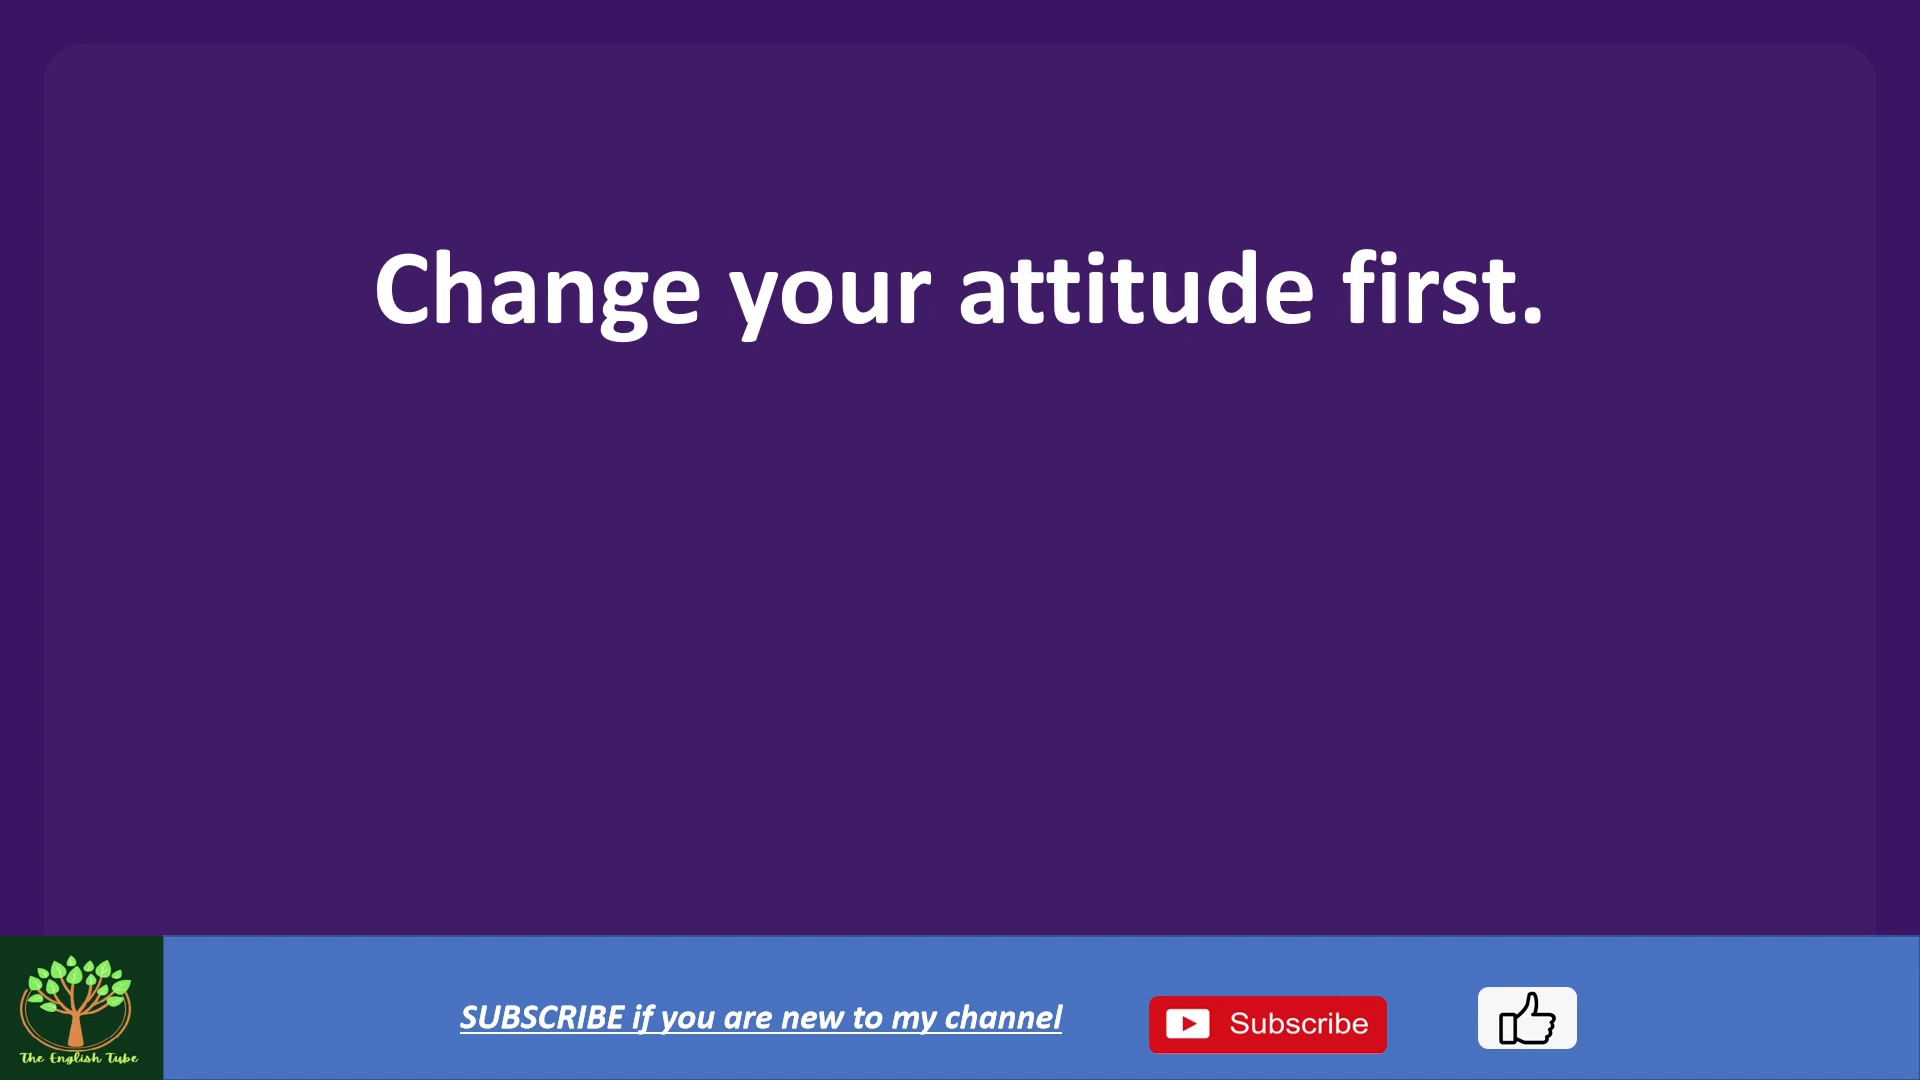 Change your attitude first.
SUBSCRIBE if you are new to my channel
Subscribe
The English Tube